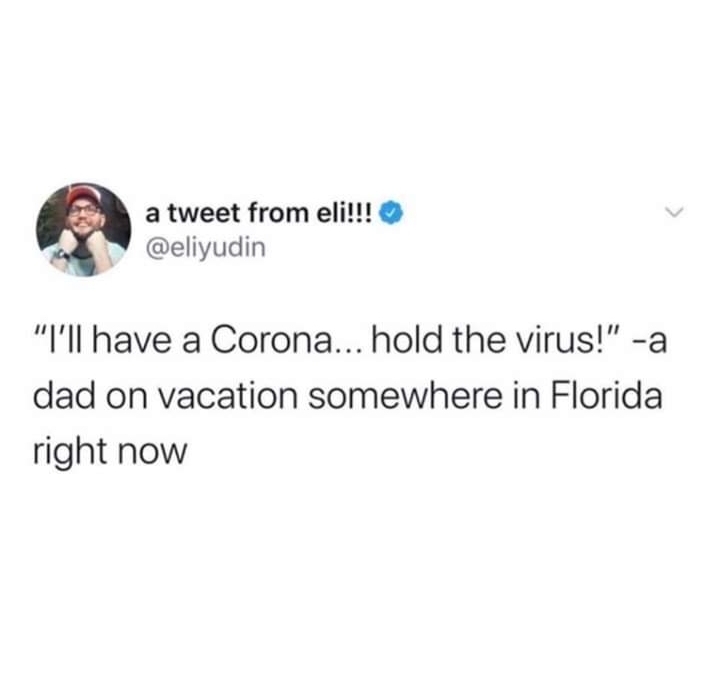 a tweet from eli!!!
@eliyudin
"I'll have a Corona... hold the virus!" -a
dad on vacation somewhere in Florida
right now